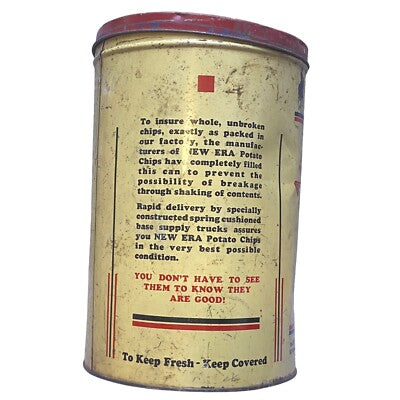 To insure whole, unbroken
chips, exactly as packed in
our factory, the manufac-
turers of NEW ERA Potato
Chips have completely filled
this can to prevent the
possibility of breakage
through shaking of contents.
Rapid delivery by specially
constructed spring cushioned
base supply trucks assures
you NEW ERA Potato Chips
in the very best possible
condition.
YOU DON'T HAVE TO SEE
THEM TO KNOW THEY
ARE GOOD!
To Keep Fresh - Keep Covered